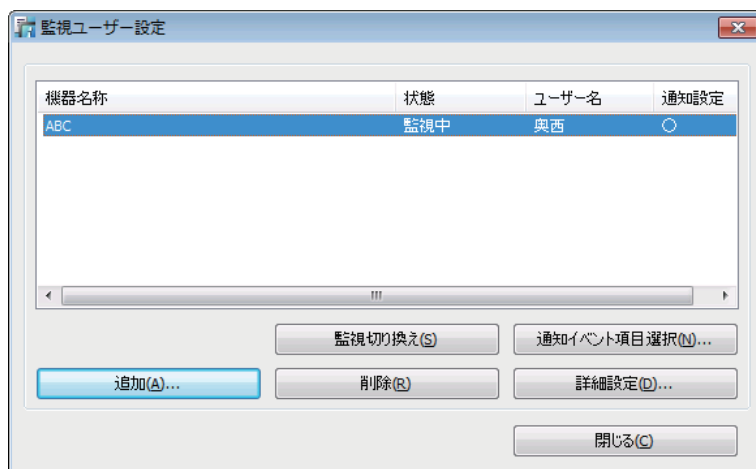 監視ユーザー設定
機器名称 状態 ユーザー名 通知設定
ABC 監視中 奥西 ○
監視切り換え(S) 通知イベント項目選択(N)...
追加(A)... 削除(R) 詳細設定(D)...
閉じる(C)